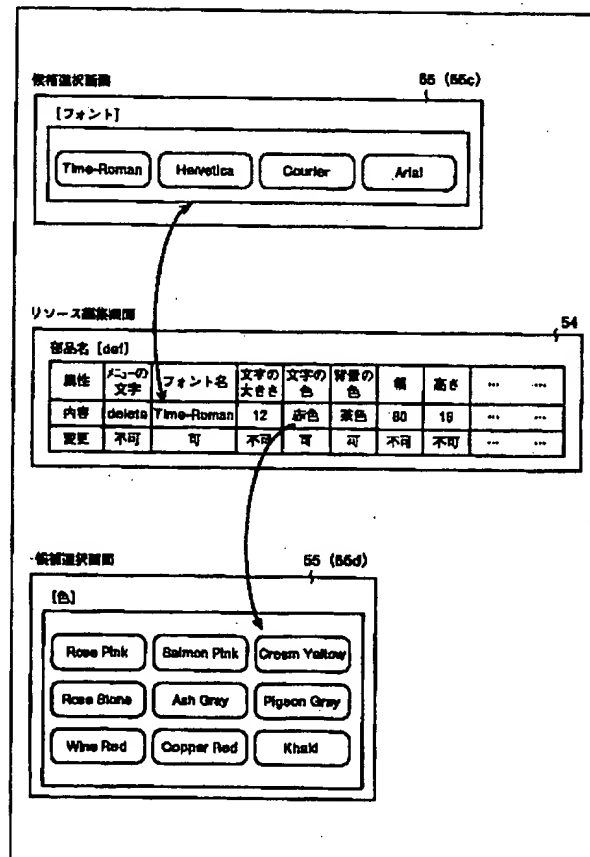 候補選択画面 55 (55c)
[フォント]
Time-Roman Helvetica Courier Arial
リソース編集画面 54
部品名 [def]
属性 メニューの文字 フォント名 文字の大きさ 文字の色 背景の色 幅 高さ … …
内容 delete Time-Roman 12 赤色 茶色 80 16 … …
変更 不可 可 不可 可 可 不可 不可 … …
候補選択画面 55 (55d)
[色]
Rose Pink Salmon Pink Cream Yellow
Rose Stone Ash Gray Pigeon Gray
Wine Red Copper Red Khaki